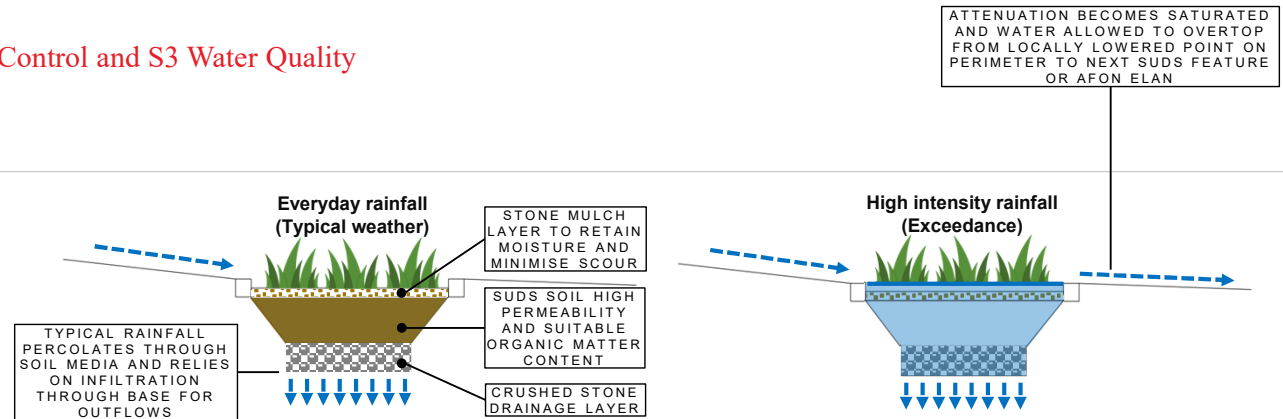 Control and S3 Water Quality
ATTENUATION BECOMES SATURATED
AND WATER ALLOWED TO OVERTOP
FROM LOCALLY LOWERED POINT ON
PERIMETER TO NEXT SUDS FEATURE
OR AFON ELAN
Everyday rainfall
(Typical weather)
STONE MULCH
LAYER TO RETAIN
MOISTURE AND
MINIMISE SCOUR
SUDS SOIL HIGH
PERMEABILITY
AND SUITABLE
ORGANIC MATTER
CONTENT
TYPICAL RAINFALL
PERCOLATES THROUGH
SOIL MEDIA AND RELIES
ON INFILTRATION
THROUGH BASE FOR
OUTFLOWS
CRUSHED STONE
DRAINAGE LAYER
High intensity rainfall
(Exceedance)